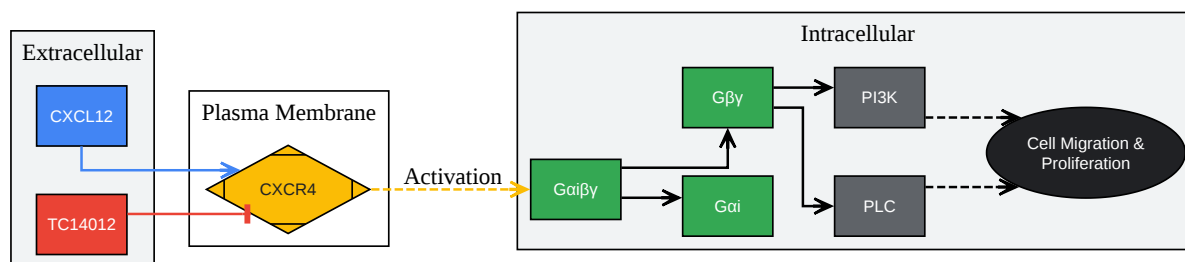 Extracellular
CXCL12
TC14012
Plasma Membrane
CXCR4
Activation
Intracellular
Gαiβγ
Gβγ
Gαi
PI3K
PLC
Cell Migration &
Proliferation